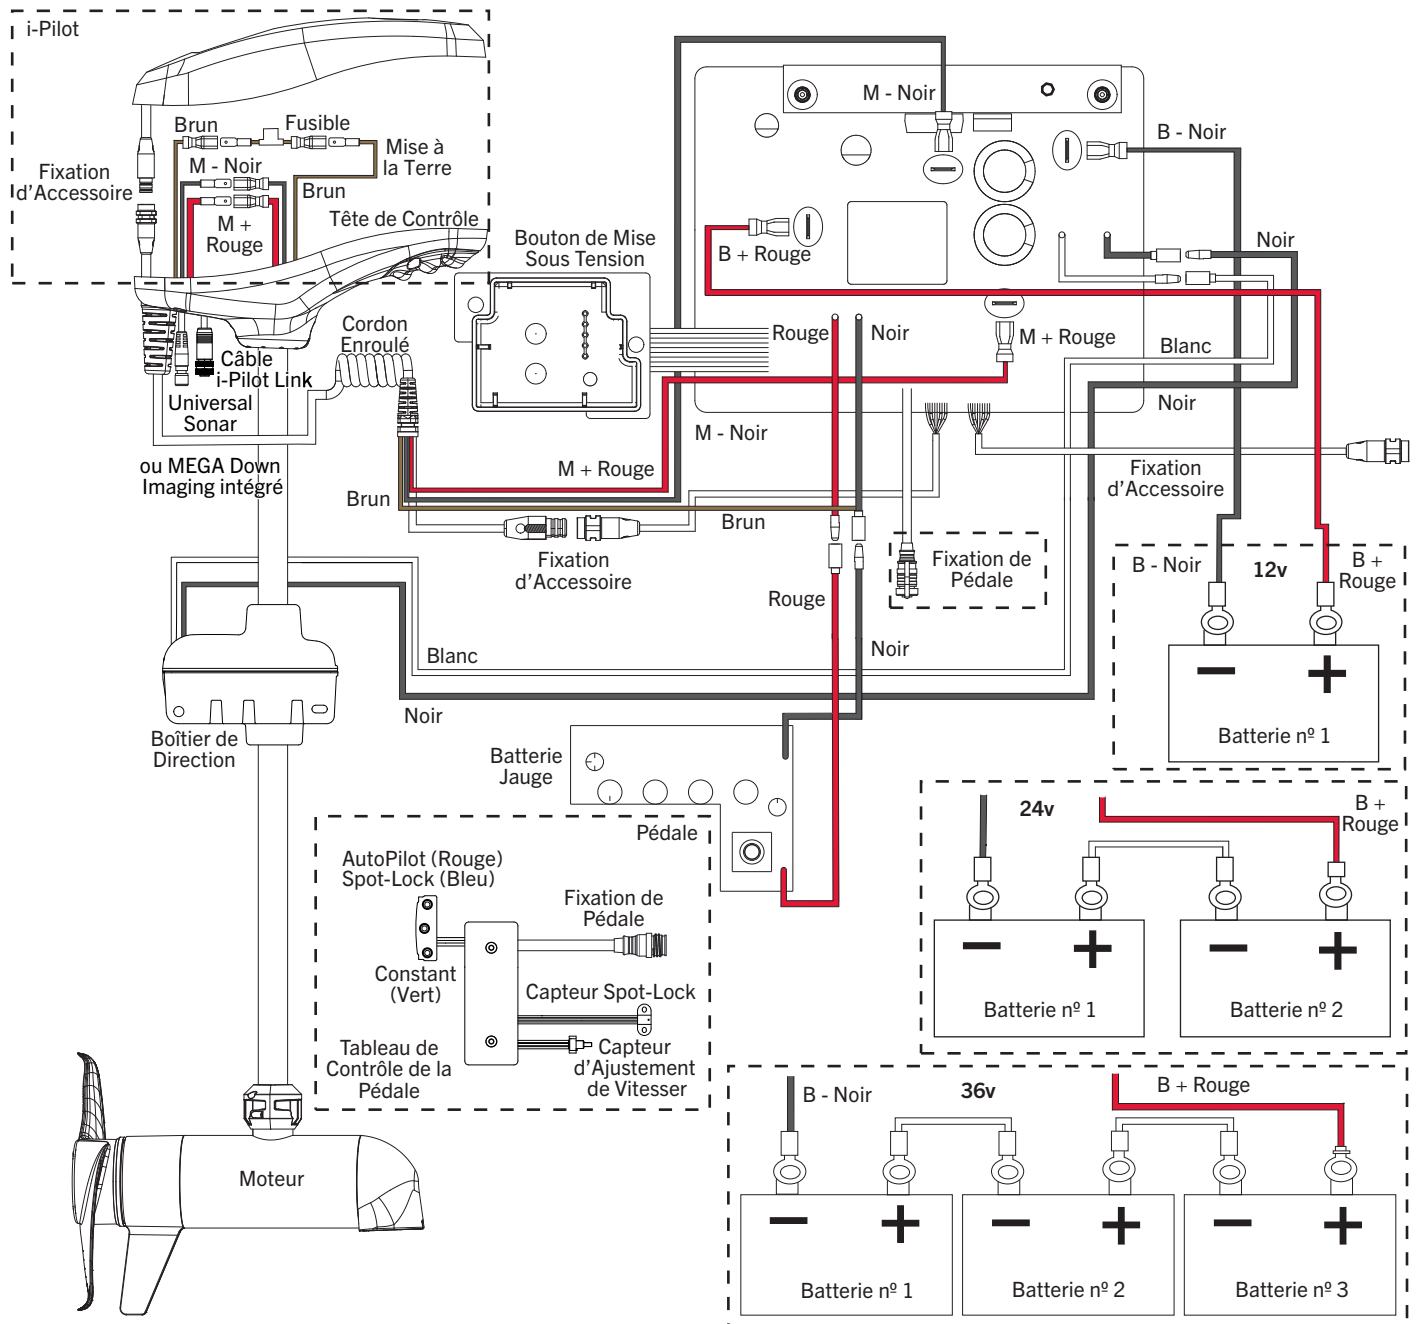 i-Pilot
Brun
Fusible
Mise à
la Terre
Fixation
d'Accessoire
M - Noir
Brun
M +
Rouge
Tête de Contrôle
Bouton de Mise
Sous Tension
M - Noir
B - Noir
B + Rouge
Noir
Rouge
Noir
M + Rouge
Blanc
Noir
Cordon
Enroulé
Câble
i-Pilot Link
Universal
Sonar
ou MEGA Down
Imaging intégré
M - Noir
M + Rouge
Brun
Brun
Fixation
d'Accessoire
Fixation
d'Accessoire
Fixation de
Pédale
Rouge
Noir
B - Noir
12v
B +
Rouge
Batterie nº 1
Blanc
Noir
Boîtier de
Direction
Batterie
Jauge
Pédale
24v
B +
Rouge
Batterie nº 1
Batterie nº 2
AutoPilot (Rouge)
Spot-Lock (Bleu)
Fixation de
Pédale
Constant
(Vert)
Capteur Spot-Lock
Tableau de
Contrôle de la
Pédale
Capteur
d'Ajustement
de Vitesser
B - Noir
36v
B + Rouge
Batterie nº 1
Batterie nº 2
Batterie nº 3
Moteur